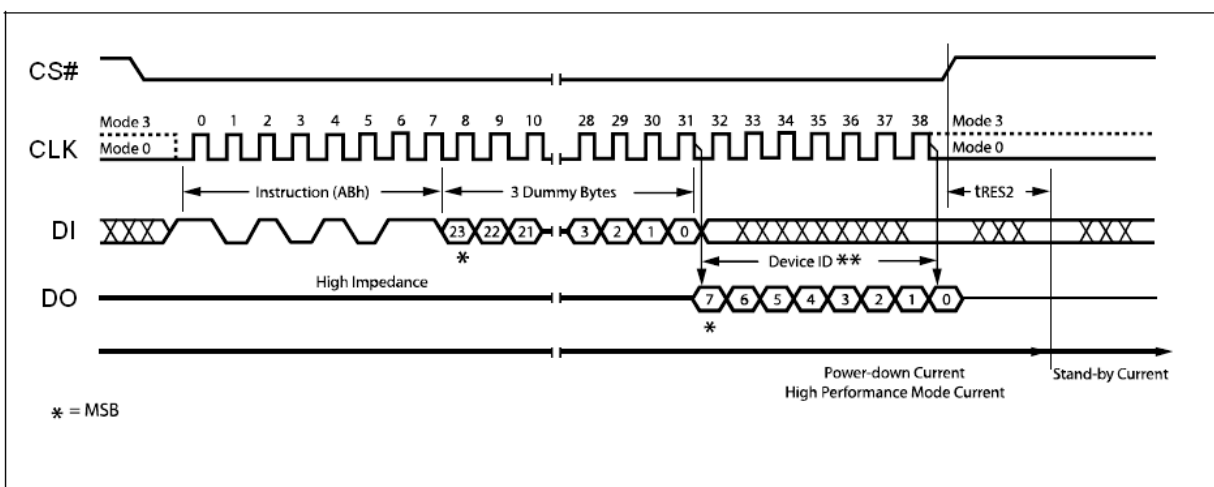 CS#
Mode 3 0 1 2 3 4 5 6 7 8 9 10 28 29 30 31 32 33 34 35 36 37 38 Mode 3
CLK Mode 0 Mode 0
Instruction (ABh) 3 Dummy Bytes tRES2
DI 23 22 21 3 2 1 0
* Device ID **
High Impedance
DO 7 6 5 4 3 2 1 0
*
Power-down Current Stand-by Current
High Performance Mode Current
* = MSB